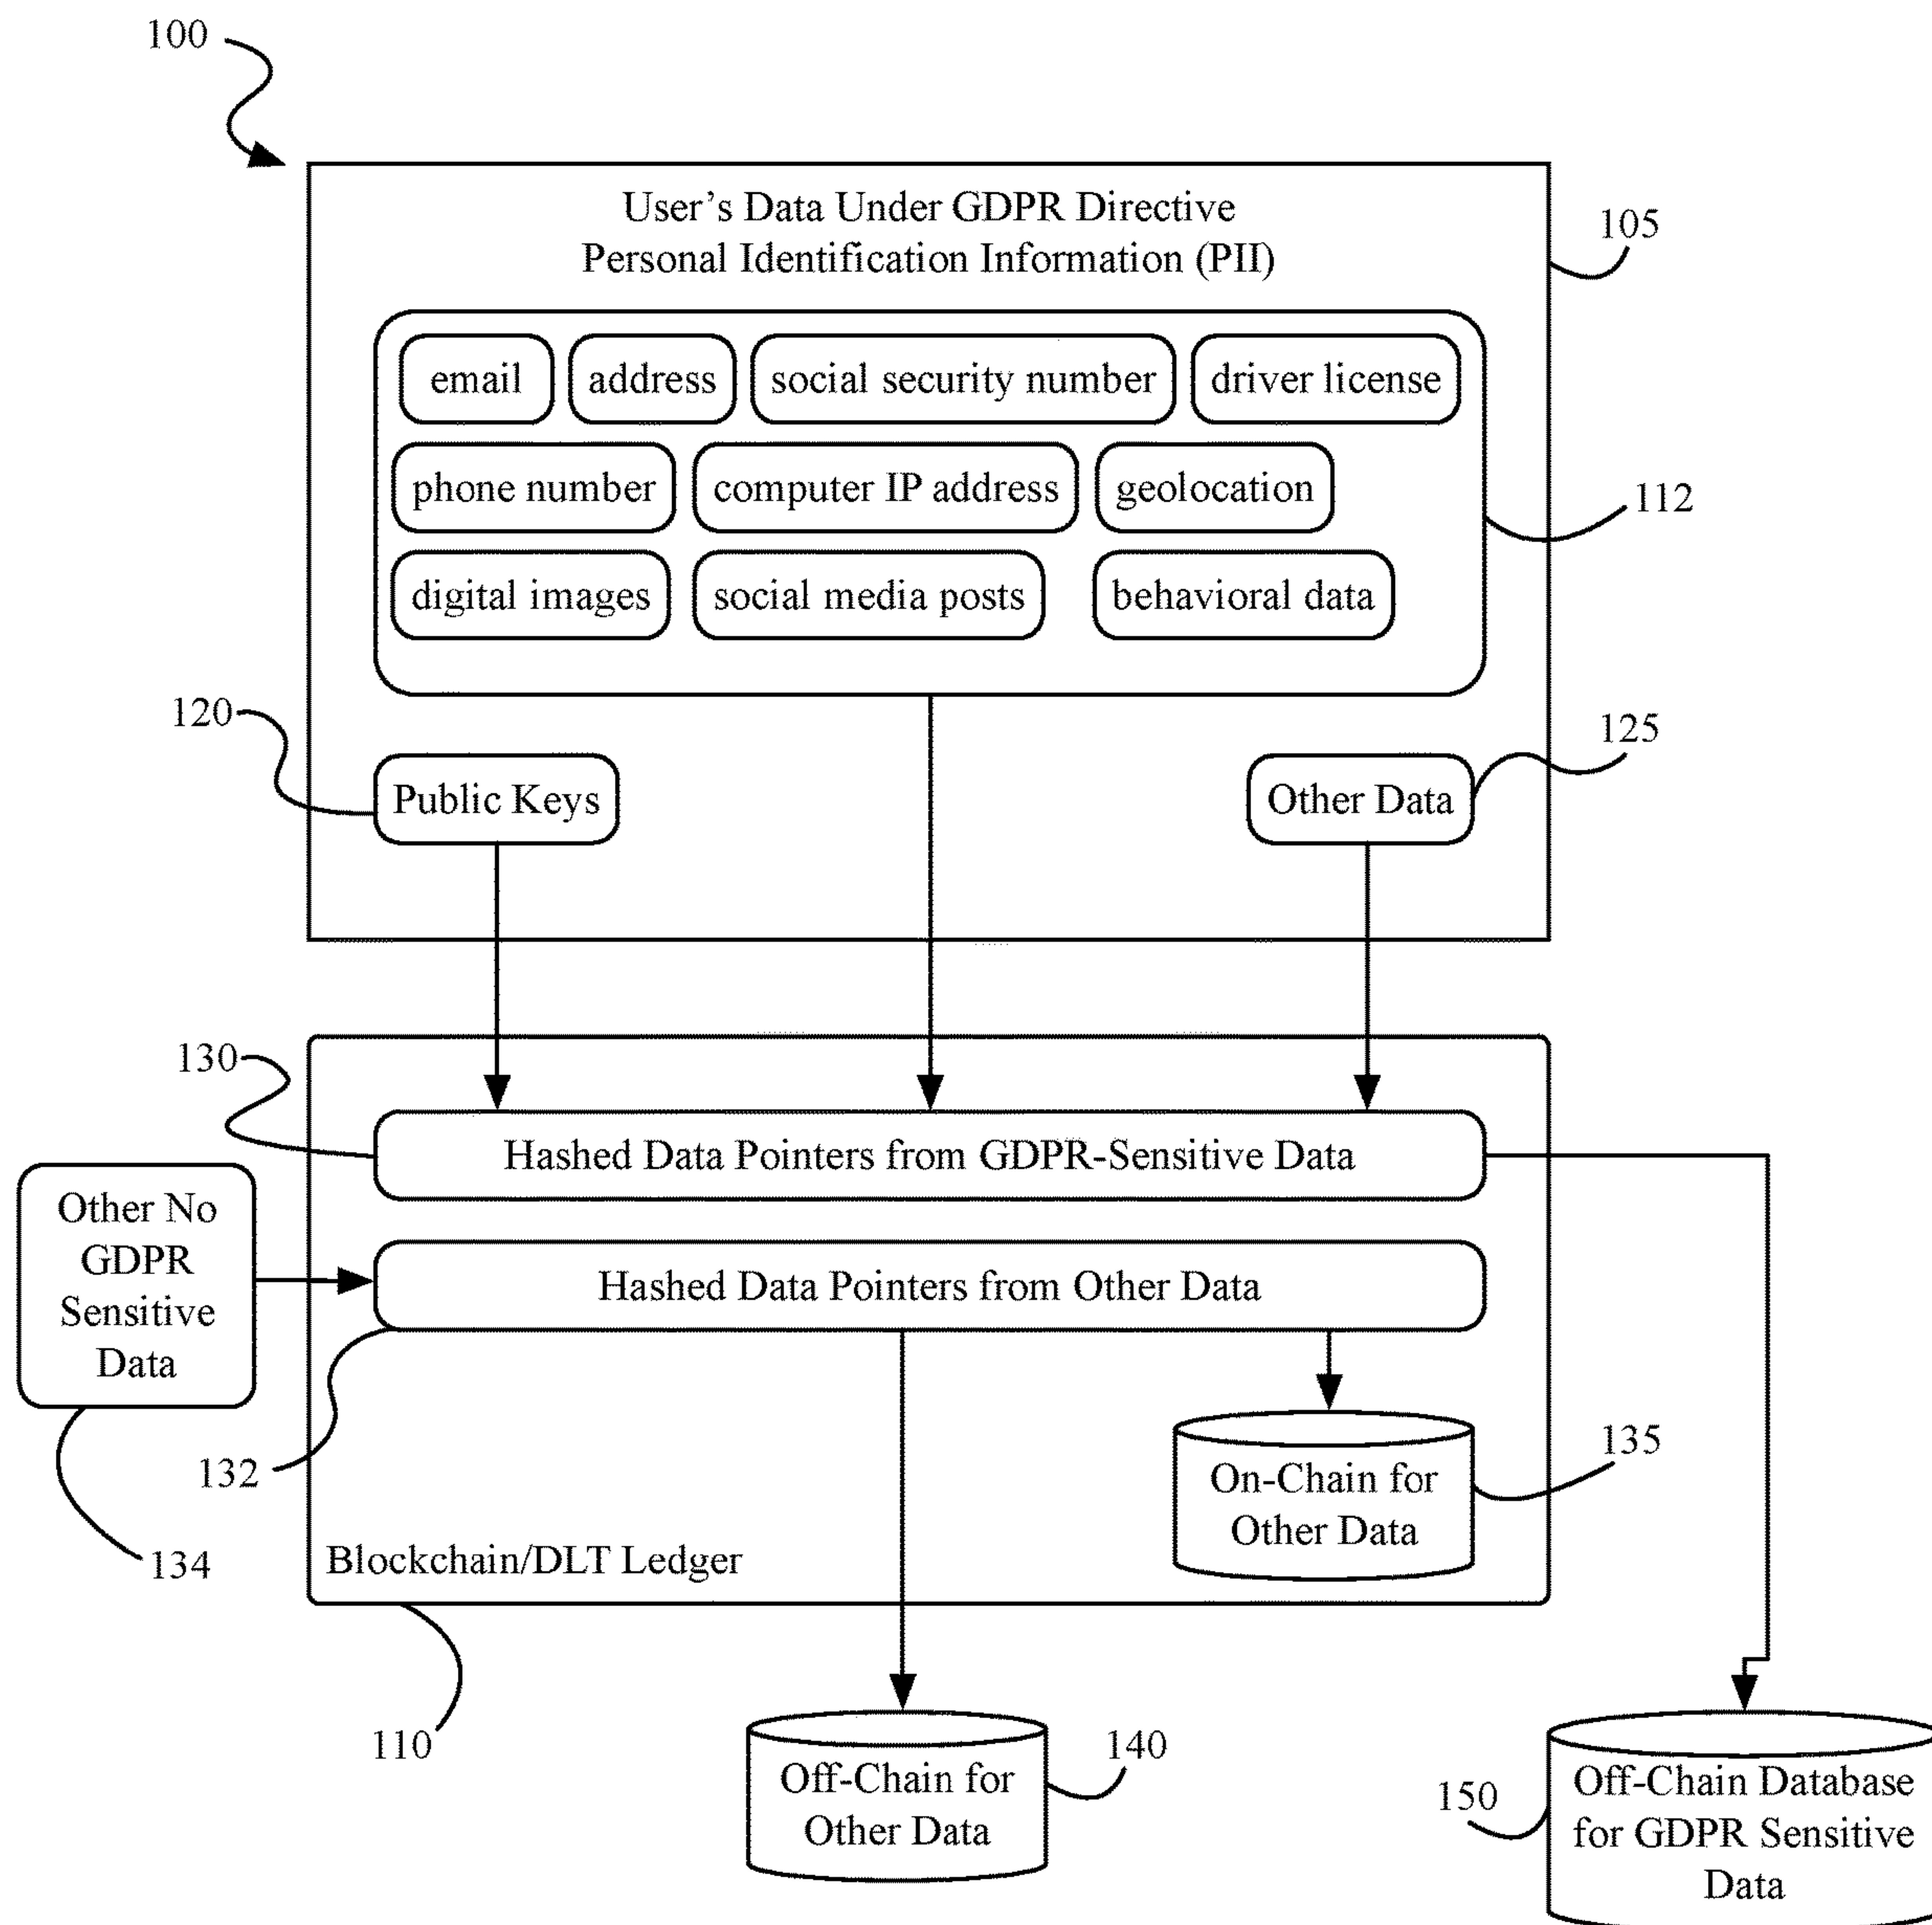 100
User's Data Under GDPR Directive
Personal Identification Information (PII)
105
email
address
social security number
driver license
phone number
computer IP address
geolocation
112
digital images
social media posts
behavioral data
120
125
Public Keys
Other Data
130
Hashed Data Pointers from GDPR-Sensitive Data
Other No
GDPR
Sensitive
Data
Hashed Data Pointers from Other Data
132
135
On-Chain for
Other Data
134
Blockchain/DLT Ledger
110
140
Off-Chain for
Other Data
150
Off-Chain Database
for GDPR Sensitive
Data